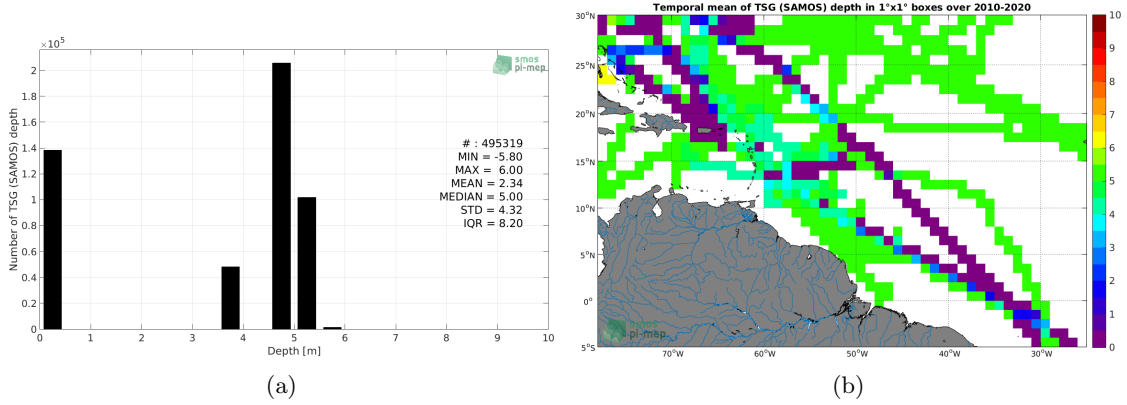 ×10⁵
2
1.8
1.6
1.4
1.2
1
0.8
0.6
0.4
0.2
0
Number of TSG (SAMOS) depth
smos
pi-mep
# : 495319
MIN = -5.80
MAX = 6.00
MEAN = 2.34
MEDIAN = 5.00
STD = 4.32
IQR = 8.20
0 1 2 3 4 5 6 7 8 9 10
Depth [m]
(a)
Temporal mean of TSG (SAMOS) depth in 1°x1° boxes over 2010-2020
30°N
25°N
20°N
15°N
10°N
5°N
0°
5°S
smos
pi-mep
70°W 60°W 50°W 40°W 30°W
10
9
8
7
6
5
4
3
2
1
0
(b)